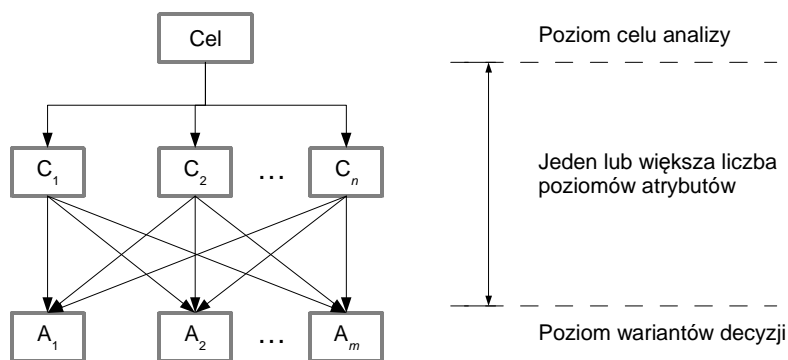 Cel
Poziom celu analizy
C1 C2 ... Cn
Jeden lub większa liczba
poziomów atrybutów
A1 A2 ... Am
Poziom wariantów decyzji